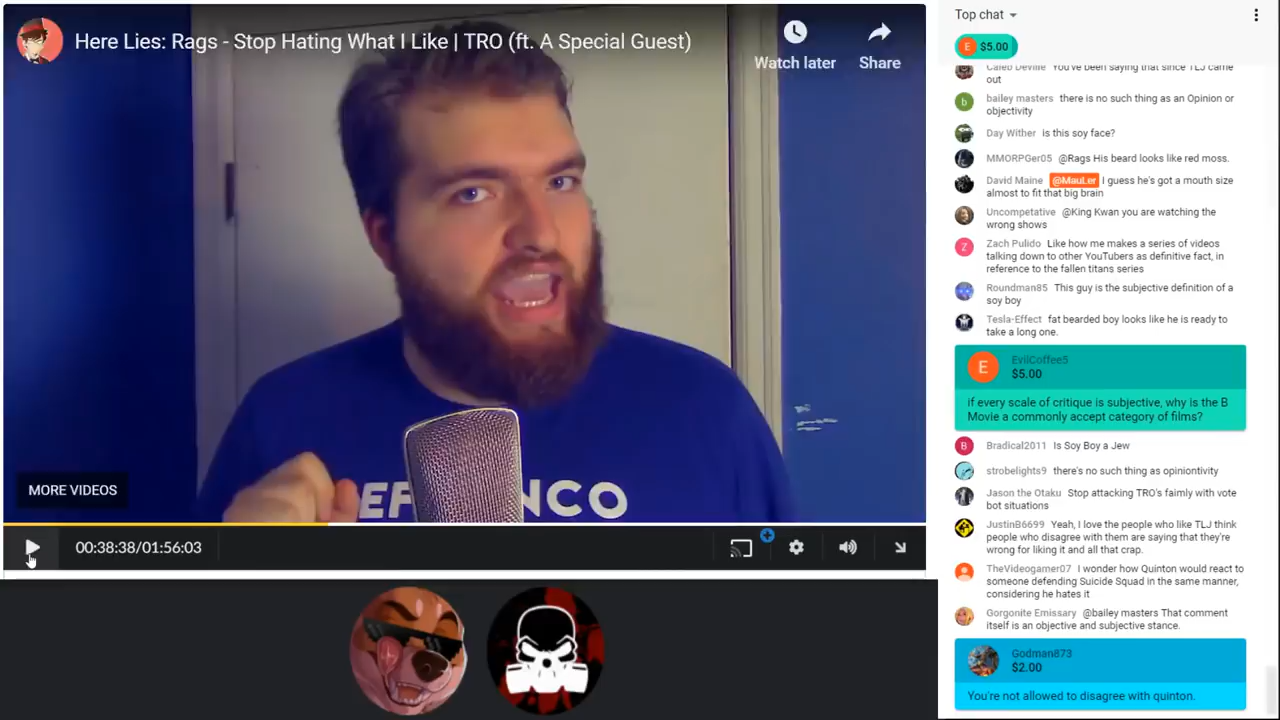 Here Lies: Rags - Stop Hating What I Like | TRO (ft. A Special Guest)
Watch later
Share
EF NCO
MORE VIDEOS
00:38:38/01:56:03
Top chat
E $5.00
Caleb Deville You've been saying that since TLJ came
out
b bailey masters there is no such thing as an Opinion or
objectivity
Day Wither is this soy face?
MMORPGer05 @Rags His beard looks like red moss.
David Maine @MauLer I guess he's got a mouth size
almost to fit that big brain
Uncompetative @King Kwan you are watching the
wrong shows
Z Zach Pulido Like how me makes a series of videos
talking down to other YouTubers as definitive fact, in
reference to the fallen titans series
Roundman85 This guy is the subjective definition of a
soy boy
Tesla-Effect fat bearded boy looks like he is ready to
take a long one.
E EvilCoffee5
$5.00
if every scale of critique is subjective, why is the B
Movie a commonly accept category of films?
B Bradical2011 Is Soy Boy a Jew
strobelights9 there's no such thing as opiniontivity
Jason the Otaku Stop attacking TRO's faimly with vote
bot situations
JustinB6699 Yeah, I love the people who like TLJ think
people who disagree with them are saying that they're
wrong for liking it and all that crap.
TheVideogamer07 I wonder how Quinton would react to
someone defending Suicide Squad in the same manner,
considering he hates it
Gorgonite Emissary @bailey masters That comment
itself is an objective and subjective stance.
Godman873
$2.00
You're not allowed to disagree with quinton.